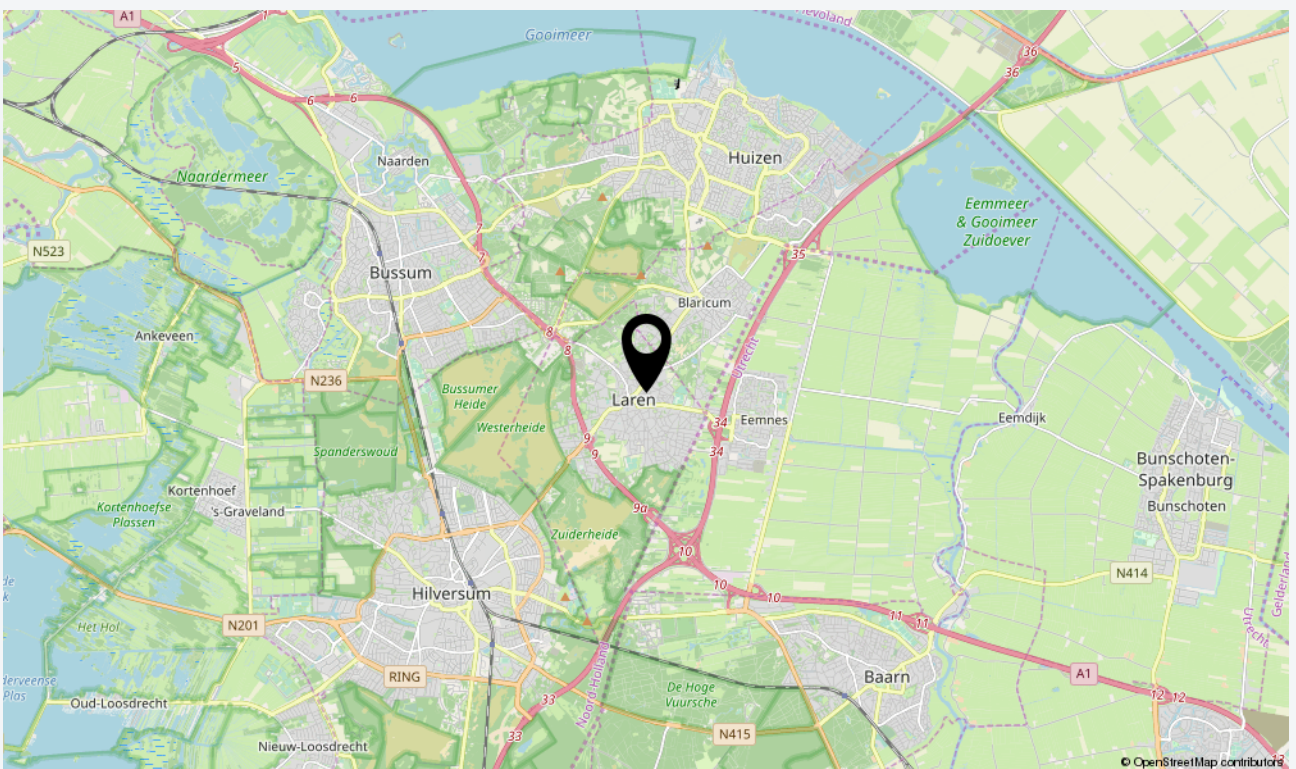 A1
1
Gooimeer
Flevoland
36
36
5
6
6
Naarden
Huizen
Naardermeer
Eemmeer
& Gooimeer
Zuidoever
7
7
N523
35
Bussum
Blaricum
Ankeveen
8
8
Utrecht
N236
Bussumer
Heide
Laren
Westerheide
34
Eemnes
Eemdijk
9
9
34
Spanderswoud
Bunschoten-
Spakenburg
Bunschoten
Kortenhoef
's-Graveland
Kortenhoefse
Plassen
9a
Zuiderheide
10
N414
10
10
Hilversum
11
11
Het Hol
N201
Gelderland
Utrecht
Noord-Holland
RING
A1
Baarn
derveense
Plas
De Hoge
Vuursche
12
12
33
Oud-Loosdrecht
33
N415
Nieuw-Loosdrecht
© OpenStreetMap contributors